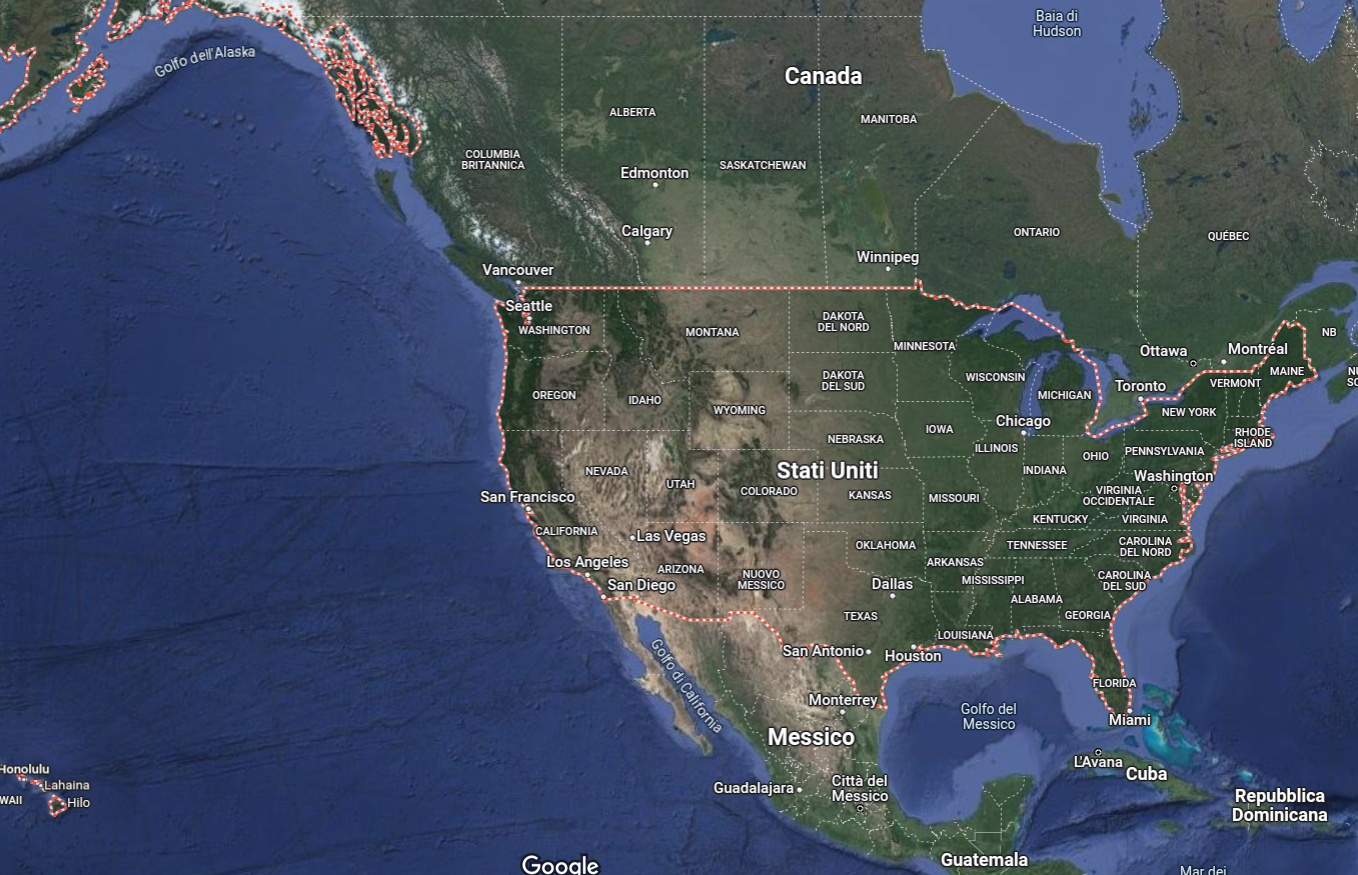 Baia di
Hudson
Golfo dell'Alaska
Canada
ALBERTA
MANITOBA
COLUMBIA
BRITANNICA
SASKATCHEWAN
Edmonton
Calgary
ONTARIO
QUÉBEC
Winnipeg
Vancouver
Seattle
WASHINGTON
MONTANA
DAKOTA
DEL NORD
MINNESOTA
NB
Ottawa
Montréal
WISCONSIN
MAINE
VERMONT
DAKOTA
DEL SUD
Toronto
OREGON
IDAHO
MICHIGAN
WYOMING
NEW YORK
Chicago
IOWA
RHODE
ISLAND
NEBRASKA
ILLINOIS
OHIO
PENNSYLVANIA
NEVADA
Stati Uniti
INDIANA
UTAH
COLORADO
Washington
KANSAS
MISSOURI
VIRGINIA
OCCIDENTALE
San Francisco
KENTUCKY
VIRGINIA
CALIFORNIA
Las Vegas
OKLAHOMA
TENNESSEE
CAROLINA
DEL NORD
Los Angeles
ARIZONA
NUOVO
MESSICO
ARKANSAS
San Diego
Dallas
MISSISSIPPI
CAROLINA
DEL SUD
ALABAMA
TEXAS
GEORGIA
LOUISIANA
San Antonio
Houston
Golfo di California
FLORIDA
Monterrey
Golfo del
Messico
Miami
Messico
L'Avana
Cuba
Honolulu
Lahaina
WAII
Hilo
Guadalajara
Città del
Messico
Repubblica
Dominicana
Google
Guatemala
Mar dei